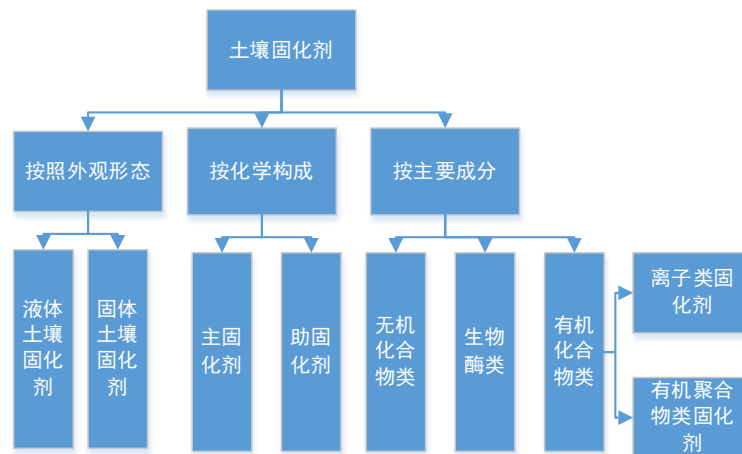 土壤固化剂
按照外观形态
按化学构成
按主要成分
液体
土壤
固化
剂
固体
土壤
固化
剂
主固
化剂
助固
化剂
无机
化合
物类
生物
酶类
有机
化合
物类
离子类固
化剂
有机聚合
物类固化
剂